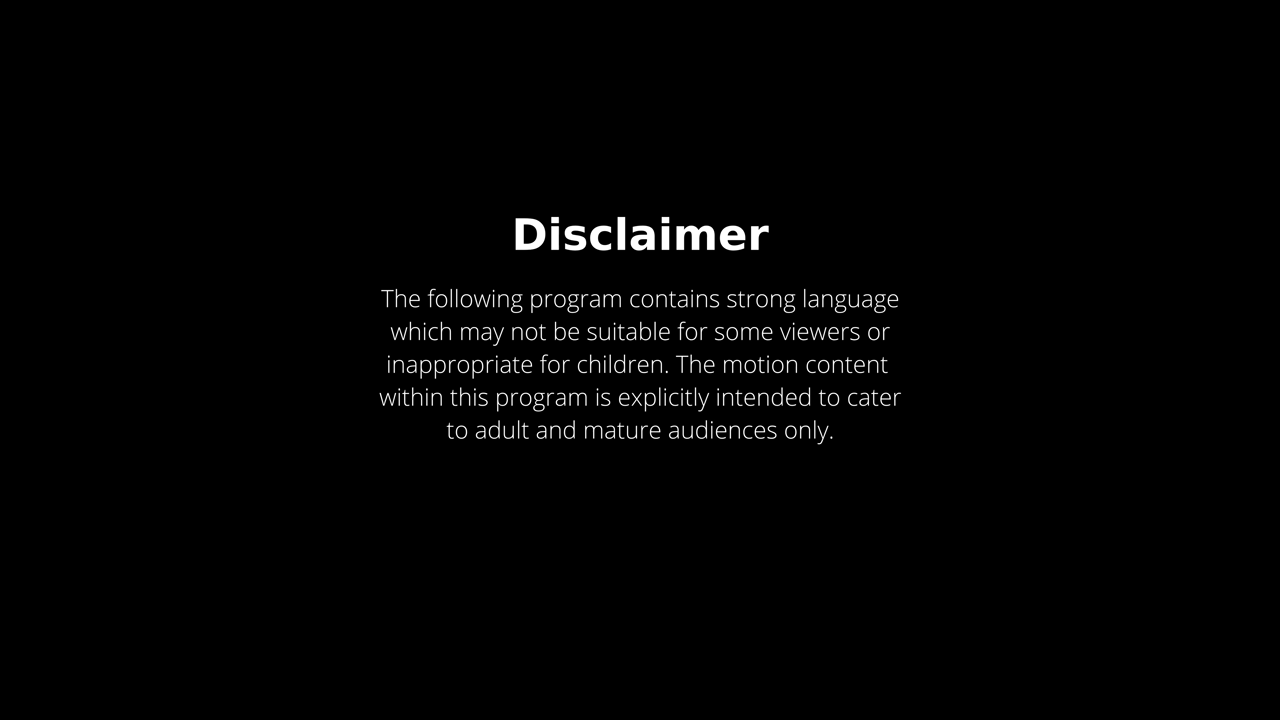 Disclaimer
The following program contains strong language
which may not be suitable for some viewers or
inappropriate for children. The motion content
within this program is explicitly intended to cater
to adult and mature audiences only.